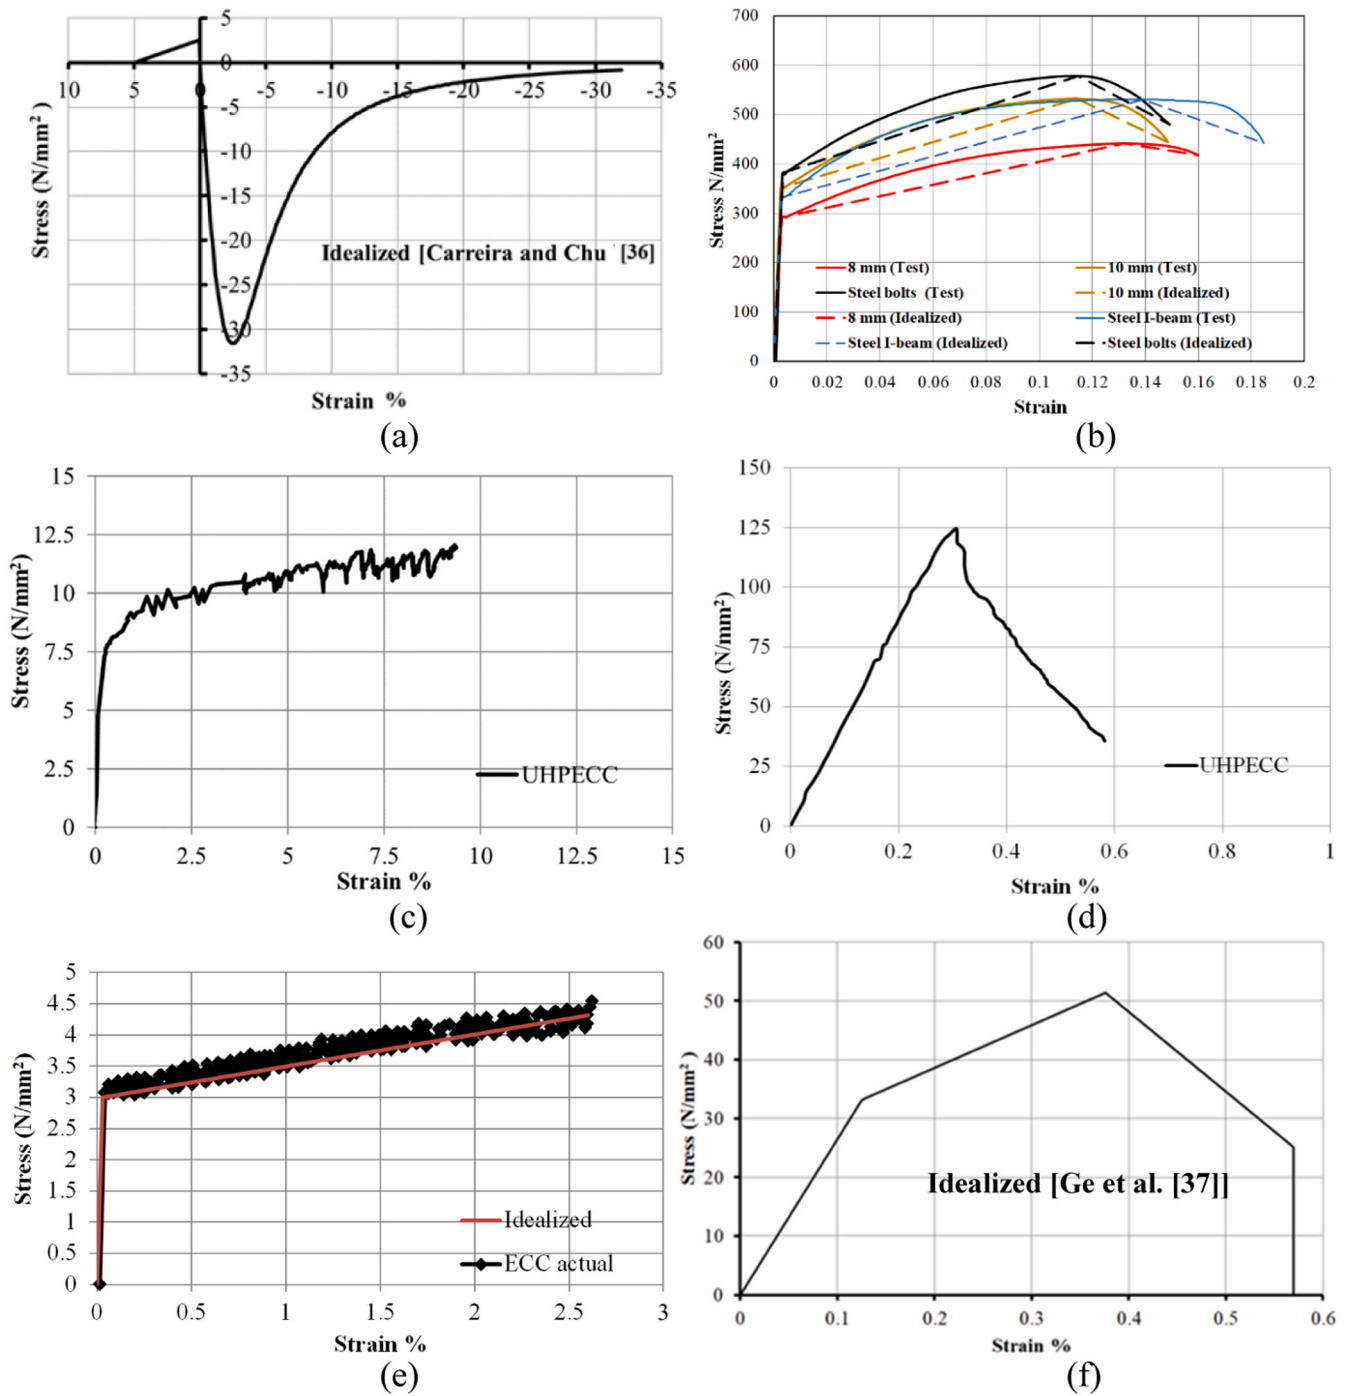 5
0
10
5
0
-5
-10
-15
-20
-25
-30
-35
-5
-10
-15
-20
-25
-30
-35
Stress (N/mm²)
Idealized [Carreira and Chu [36]
Strain %
(a)
700
600
500
400
300
200
100
0
Stress N/mm²
8 mm (Test)
10 mm (Test)
Steel bolts (Test)
10 mm (Idealized)
8 mm (Idealized)
Steel I-beam (Test)
Steel I-beam (Idealized)
Steel bolts (Idealized)
0 0.02 0.04 0.06 0.08 0.1 0.12 0.14 0.16 0.18 0.2
Strain
(b)
15
12.5
10
7.5
5
2.5
0
Stress (N/mm²)
UHPECC
0 2.5 5 7.5 10 12.5 15
Strain %
(c)
150
125
100
75
50
25
0
Stress (N/mm²)
UHPECC
0 0.2 0.4 0.6 0.8 1
Strain %
(d)
5
4.5
4
3.5
3
2.5
2
1.5
1
0.5
0
Stress (N/mm²)
Idealized
ECC actual
0 0.5 1 1.5 2 2.5 3
Strain %
(e)
60
50
40
30
20
10
0
Stress (N/mm²)
Idealized [Ge et al. [37]]
0 0.1 0.2 0.3 0.4 0.5 0.6
Strain %
(f)